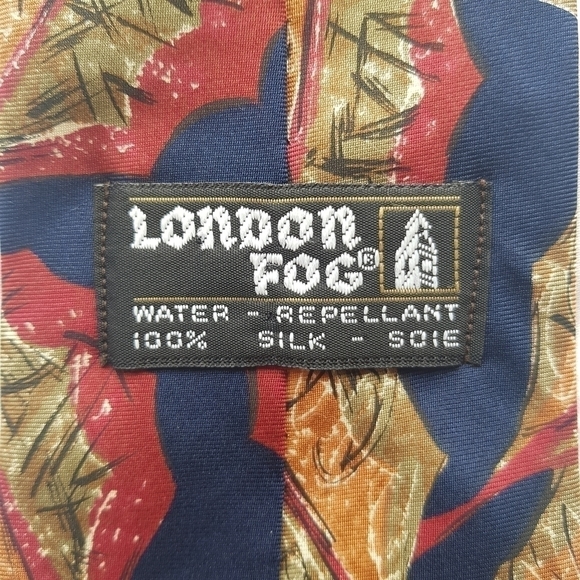 LONDON
FOG®
WATER - REPELLANT
100% SILK - SOIE